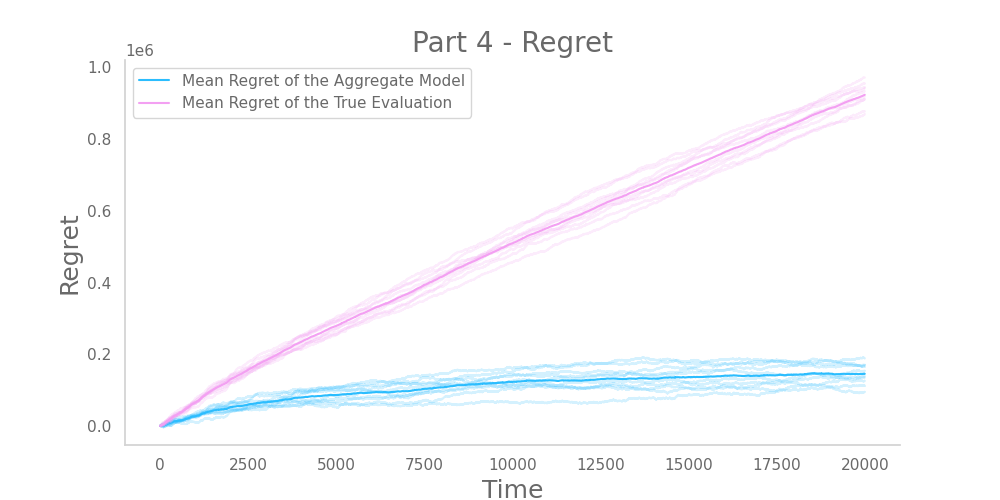 Part 4 - Regret
1e6
Mean Regret of the Aggregate Model
Mean Regret of the True Evaluation
1.0
0.8
0.6
0.4
0.2
0.0
Regret
0 2500 5000 7500 10000 12500 15000 17500 20000
Time